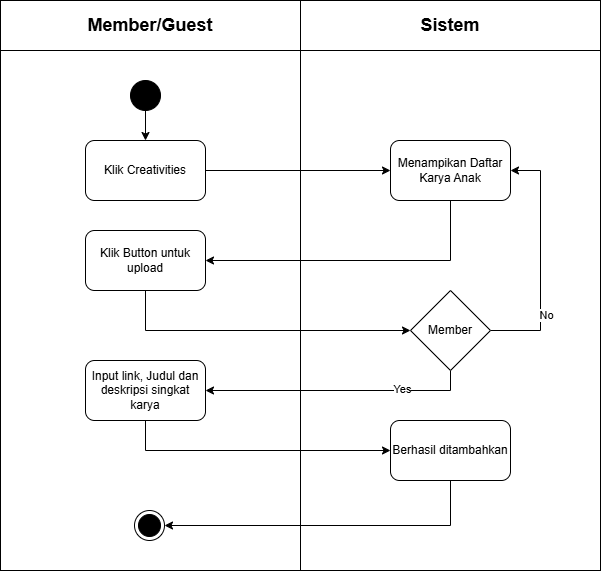 Member/Guest
Sistem
Klik Creativities
Menampikan Daftar
Karya Anak
Klik Button untuk
upload
Member
No
Yes
Input link, Judul dan
deskripsi singkat
karya
Berhasil ditambahkan